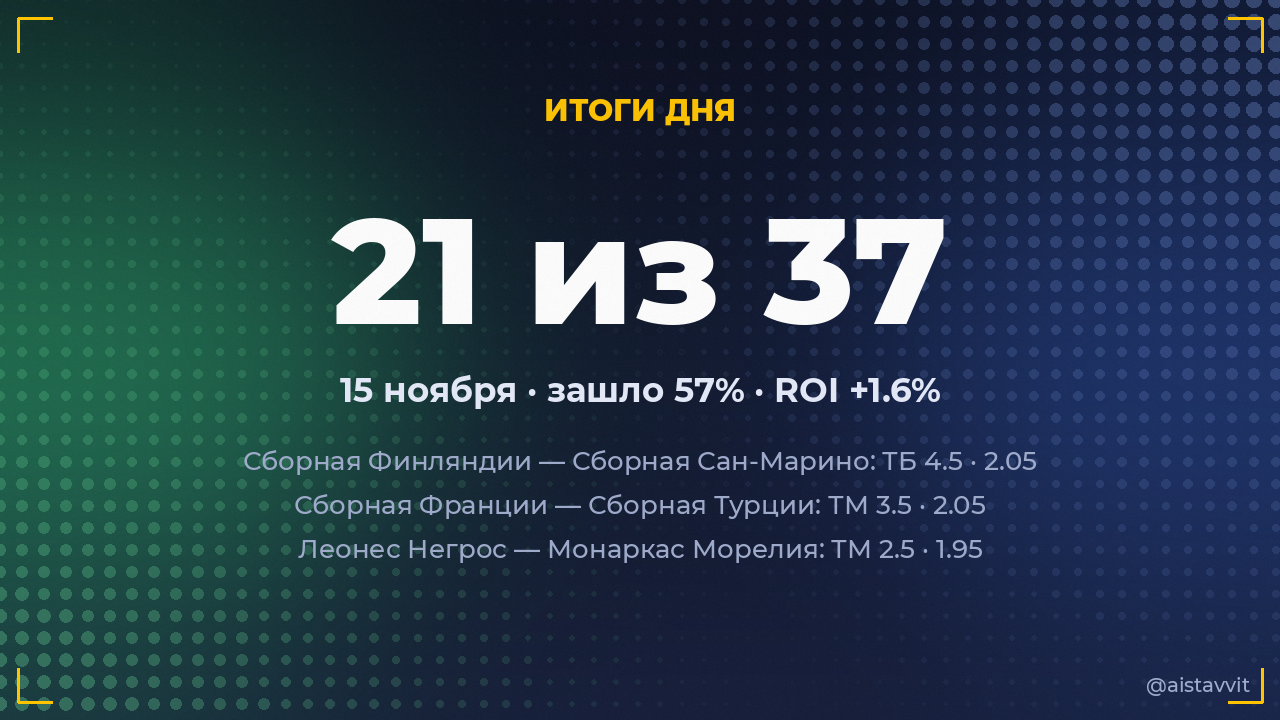 ИТОГИ ДНЯ
21 из 37
15 ноября · зашло 57% · ROI +1.6%
Сборная Финляндии — Сборная Сан-Марино: ТБ 4.5 · 2.05
Сборная Франции — Сборная Турции: ТМ 3.5 · 2.05
Леонес Негрос — Монаркас Морелия: ТМ 2.5 · 1.95
@aistavvit